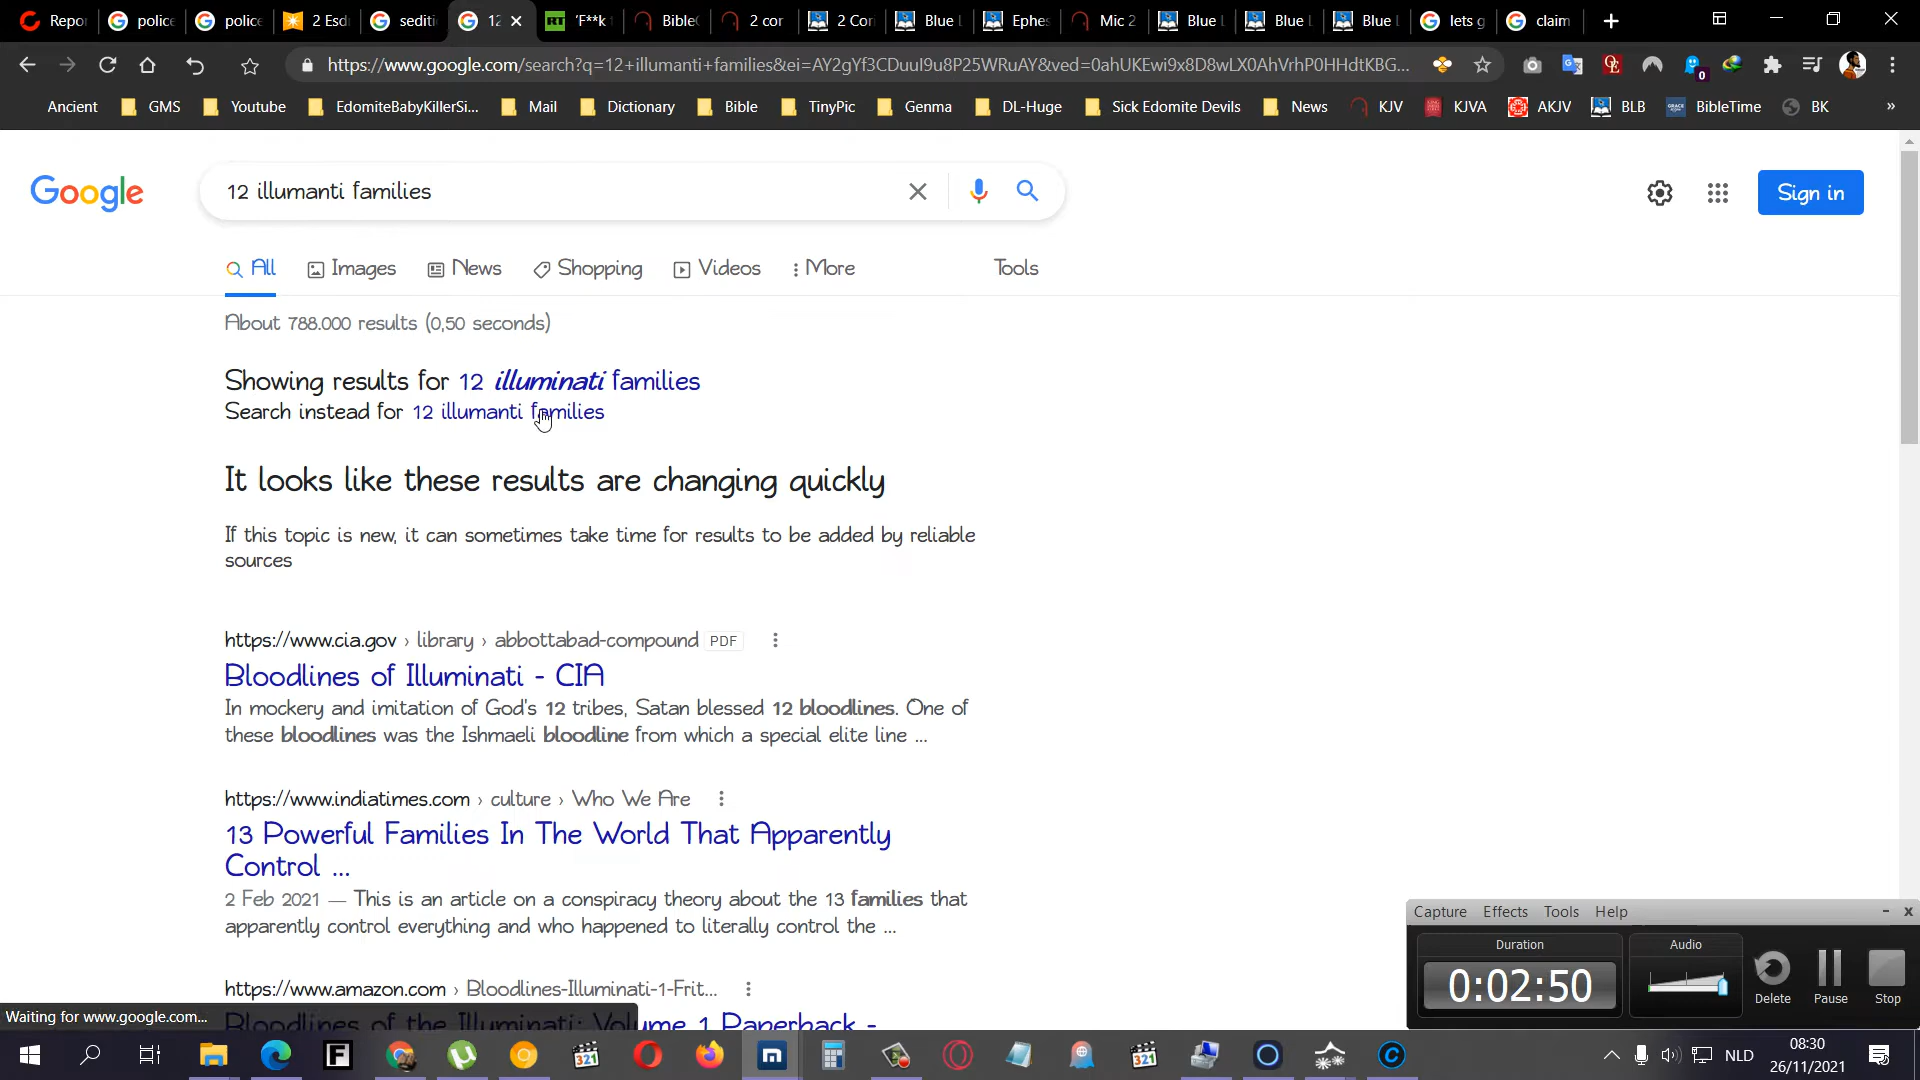 Repor
police
police
2 Esd
seditio
12
'F**k
Bible
2 cor
2 Cori
Blue L
Ephes
Mic 2
Blue L
Blue L
Blue L
lets g
claim
https://www.google.com/search?q=12+illumanti+families&ei=AY2gYf3CDuuI9u8P25WRuAY&ved=0ahUKEwi9x8D8wLX0AhVrhP0HHdtKBG...
0
Ancient
GMS
Youtube
EdomiteBabyKillerSi...
Mail
Dictionary
Bible
TinyPic
Genma
DL-Huge
Sick Edomite Devils
News
KJV
KJVA
AKJV
BLB
BibleTime
BK
»
Google
12 illumanti families
Sign in
All
Images
News
Shopping
Videos
More
Tools
About 788.000 results (0,50 seconds)
Showing results for 12 illuminati families
Search instead for 12 illumanti families
It looks like these results are changing quickly
If this topic is new, it can sometimes take time for results to be added by reliable
sources
https://www.cia.gov › library › abbottabad-compound PDF
Bloodlines of Illuminati - CIA
In mockery and imitation of God's 12 tribes, Satan blessed 12 bloodlines. One of
these bloodlines was the Ishmaeli bloodline from which a special elite line ...
https://www.indiatimes.com › culture › Who We Are
13 Powerful Families In The World That Apparently
Control ...
2 Feb 2021 — This is an article on a conspiracy theory about the 13 families that
apparently control everything and who happened to literally control the ...
https://www.amazon.com › Bloodlines-Illuminati-1-Frit...
Bloodlines of the Illuminati: Volume 1 Paperback -
Waiting for www.google.com...
Capture Effects Tools Help
Duration
0:02:50
Audio
Delete
Pause
Stop
NLD
08:30
26/11/2021